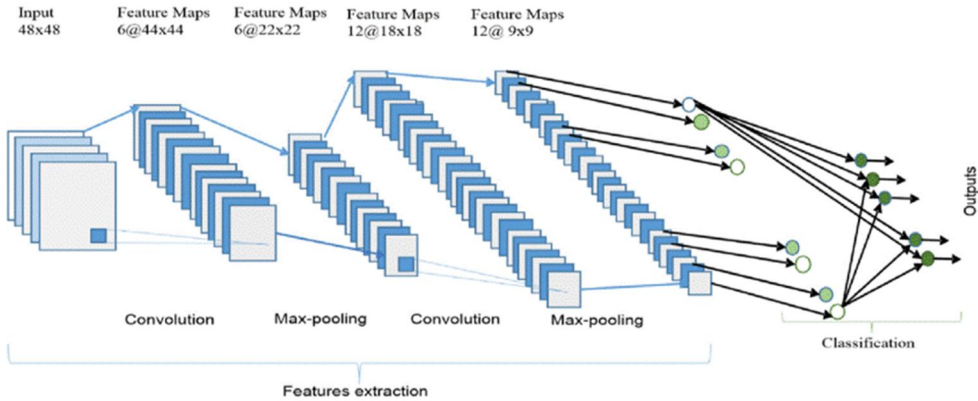 Input
48x48
Feature Maps
6@44x44
Feature Maps
6@22x22
Feature Maps
12@18x18
Feature Maps
12@ 9x9
Outputs
Convolution
Max-pooling
Convolution
Max-pooling
Classification
Features extraction